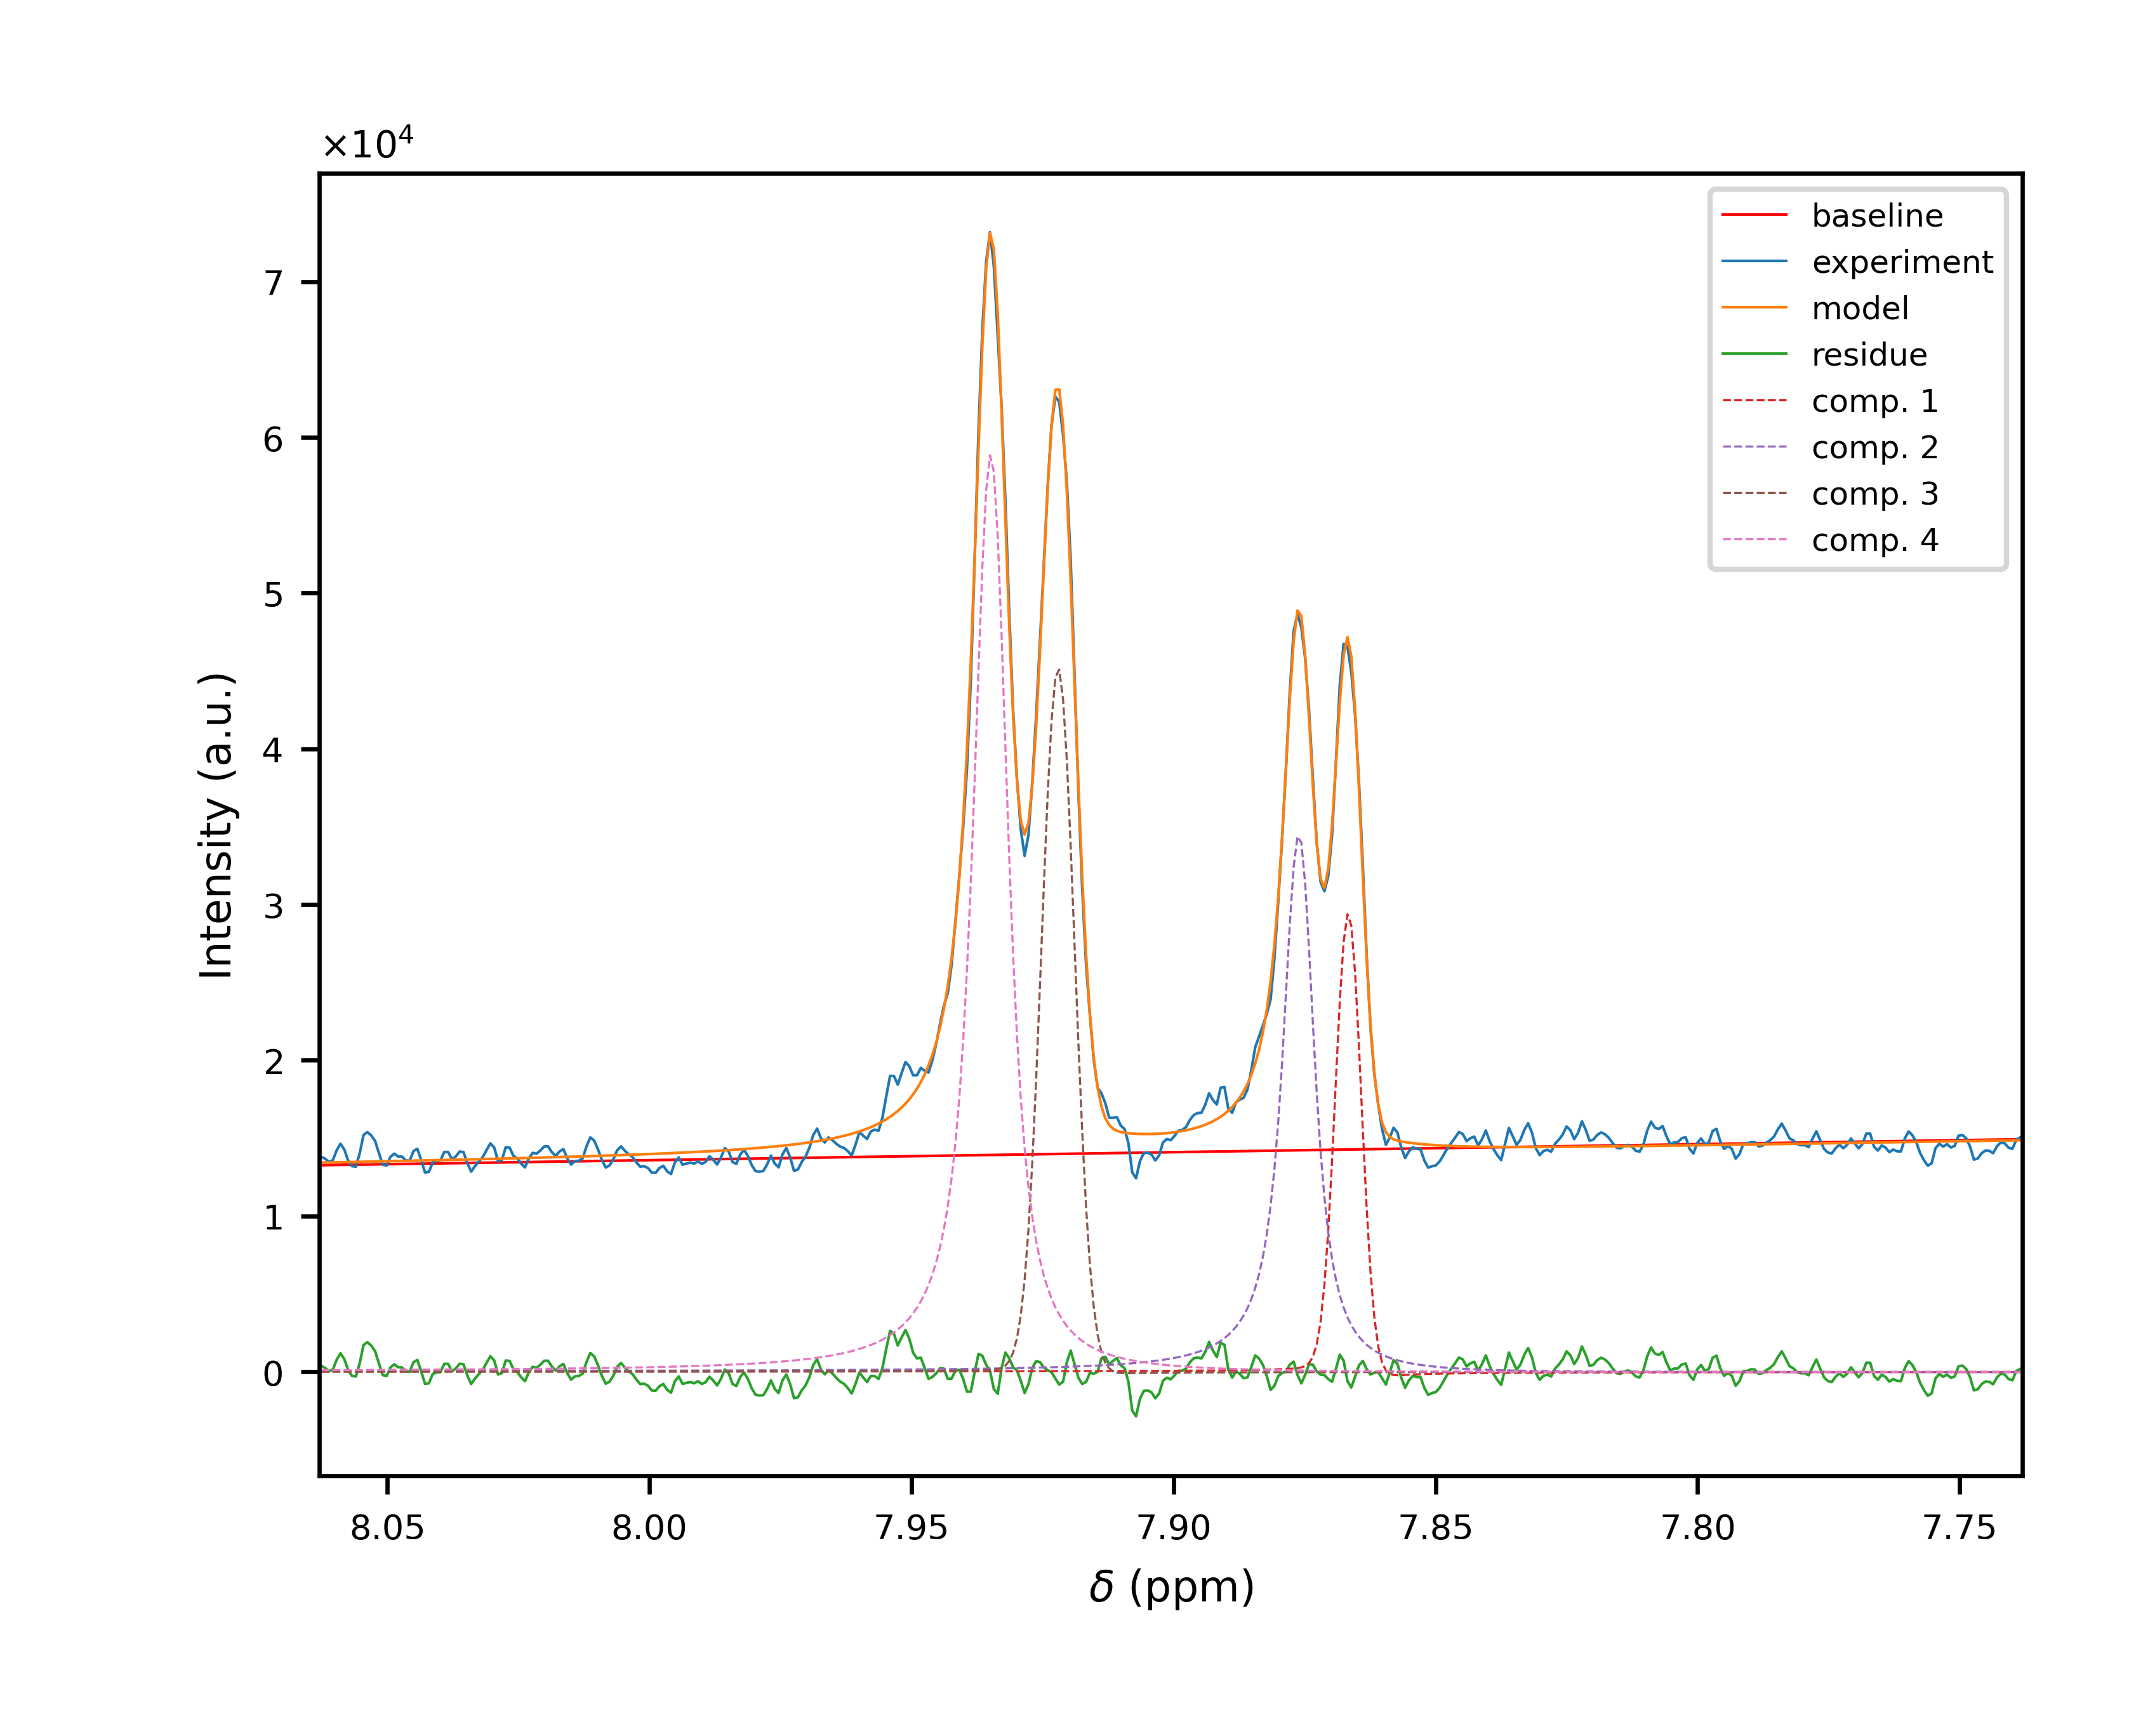 ×10⁴
baseline
experiment
model
residue
comp. 1
comp. 2
comp. 3
comp. 4
Intensity (a.u.)
7
6
5
4
3
2
1
0
8.05 8.00 7.95 7.90 7.85 7.80 7.75
δ (ppm)